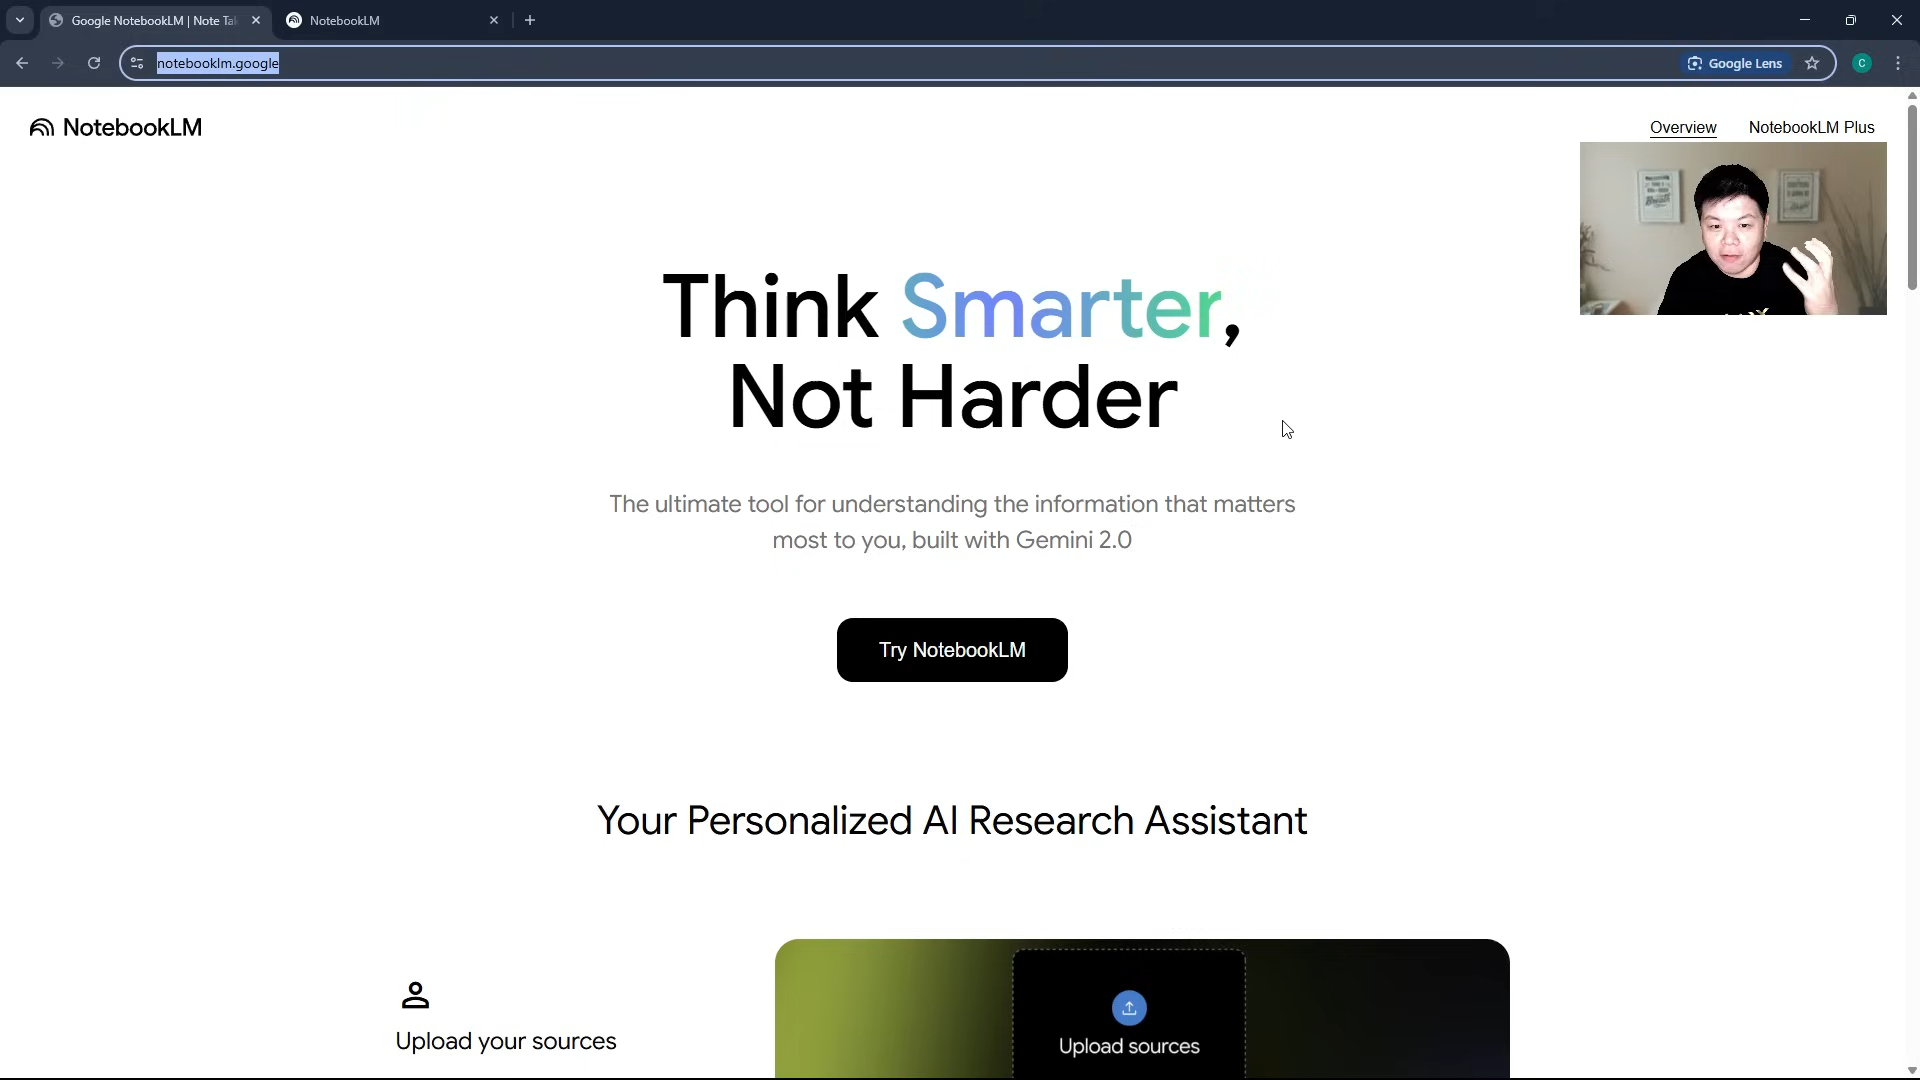 Google NotebookLM | Note Ta
NotebookLM
notebooklm.google
Google Lens
C
NotebookLM
Overview
NotebookLM Plus
Think Smarter,
Not Harder
The ultimate tool for understanding the information that matters
most to you, built with Gemini 2.0
Try NotebookLM
Your Personalized AI Research Assistant
Upload your sources
Upload sources